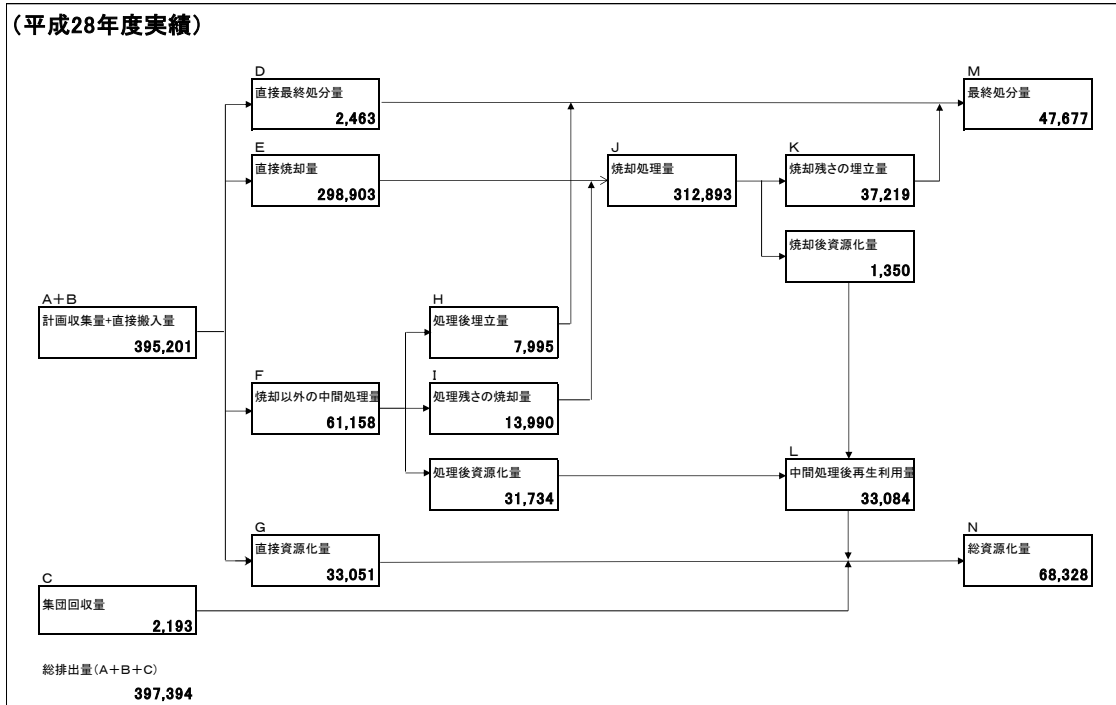 (平成28年度実績)
D
直接最終処分量
2,463
M
最終処分量
47,677
E
直接焼却量
298,903
J
焼却処理量
312,893
K
焼却残さの埋立量
37,219
焼却後資源化量
1,350
A+B
計画収集量+直接搬入量
395,201
H
処理後埋立量
7,995
F
焼却以外の中間処理量
61,158
I
処理残さの焼却量
13,990
処理後資源化量
31,734
L
中間処理後再生利用量
33,084
G
直接資源化量
33,051
N
総資源化量
68,328
C
集団回収量
2,193
総排出量(A+B+C)
397,394